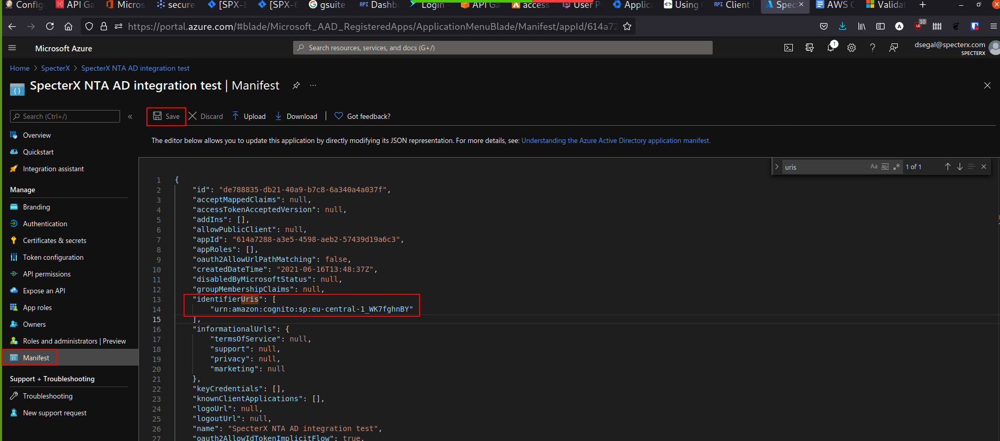 Config API Ga Micros secure [SPX-8 [SPX-6 gsuite API Dashb Login API Ga access User P Applica Using API Client Spec AWS C Validat
https://portal.azure.com/#blade/Microsoft_AAD_RegisteredApps/ApplicationMenuBlade/Manifest/appId/614a72 10
Microsoft Azure
Search resources, services, and docs (G+/)
1
dsegal@specterx.com
SPECTERX
Home > SpecterX > SpecterX NTA AD integration test
SpecterX NTA AD integration test | Manifest
Search (Ctrl+/)
Overview
Quickstart
Integration assistant
Manage
Branding
Authentication
Certificates & secrets
Token configuration
API permissions
Expose an API
App roles
Owners
Roles and administrators | Preview
Manifest
Support + Troubleshooting
Troubleshooting
New support request
Save Discard Upload Download Got feedback?
The editor below allows you to update this application by directly modifying its JSON representation. For more details, see: Understanding the Azure Active Directory application manifest.
uris Aa Abl .* 1 of 1
1 {
2 "id": "de788835-db21-40a9-b7c8-6a340a4a037f",
3 "acceptMappedClaims": null,
4 "accessTokenAcceptedVersion": null,
5 "addIns": [],
6 "allowPublicClient": null,
7 "appId": "614a7288-a3e5-4598-aeb2-57439d19a6c3",
8 "appRoles": [],
9 "oauth2AllowUrlPathMatching": false,
10 "createdDateTime": "2021-06-16T13:48:37Z",
11 "disabledByMicrosoftStatus": null,
12 "groupMembershipClaims": null,
13 "identifierUris": [
14 "urn:amazon:cognito:sp:eu-central-1_WK7fghnBY"
15 ],
16 "informationalUrls": {
17 "termsOfService": null,
18 "support": null,
19 "privacy": null,
20 "marketing": null
21 },
22 "keyCredentials": [],
23 "knownClientApplications": [],
24 "logoUrl": null,
25 "logoutUrl": null,
26 "name": "SpecterX NTA AD integration test",
27 "oauth2AllowIdTokenImplicitFlow": true,